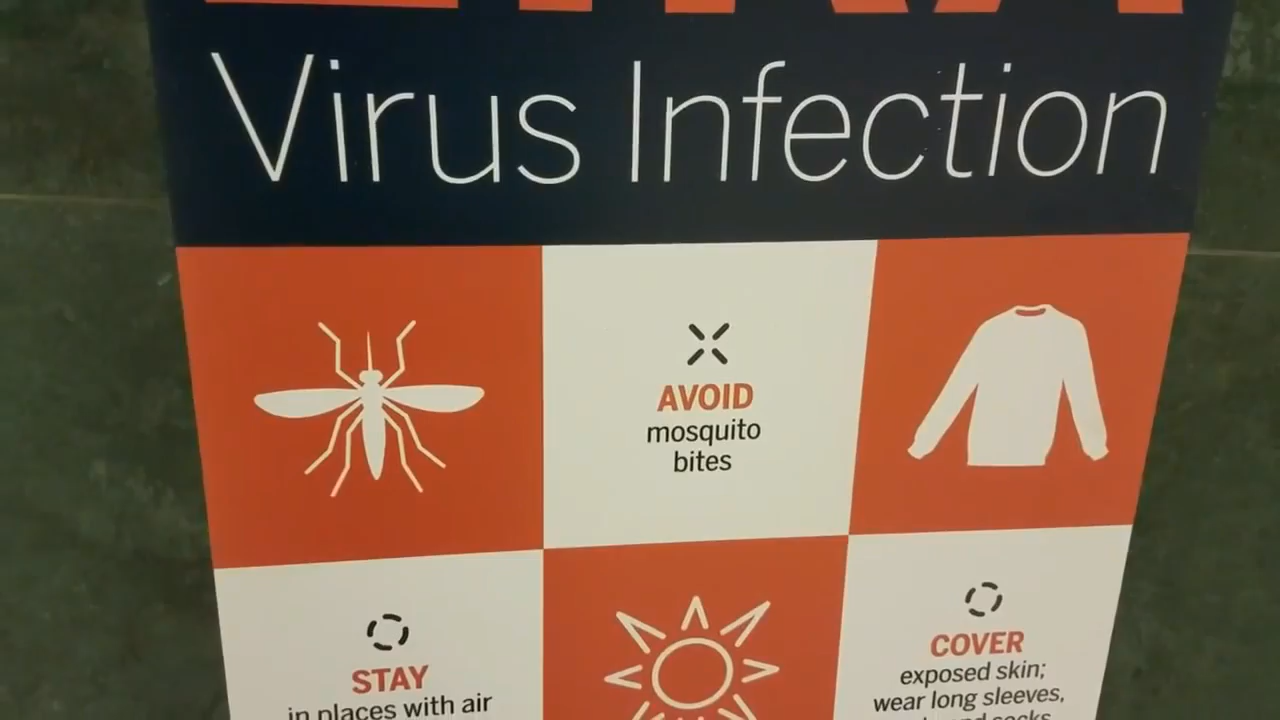 Virus Infection
AVOID
mosquito
bites
STAY
in places with air
COVER
exposed skin;
wear long sleeves,